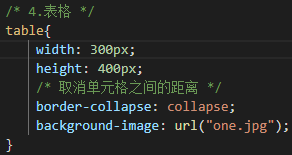 /* 4.表格 */
table{
width: 300px;
height: 400px;
/* 取消单元格之间的距离 */
border-collapse: collapse;
background-image: url("one.jpg");
}